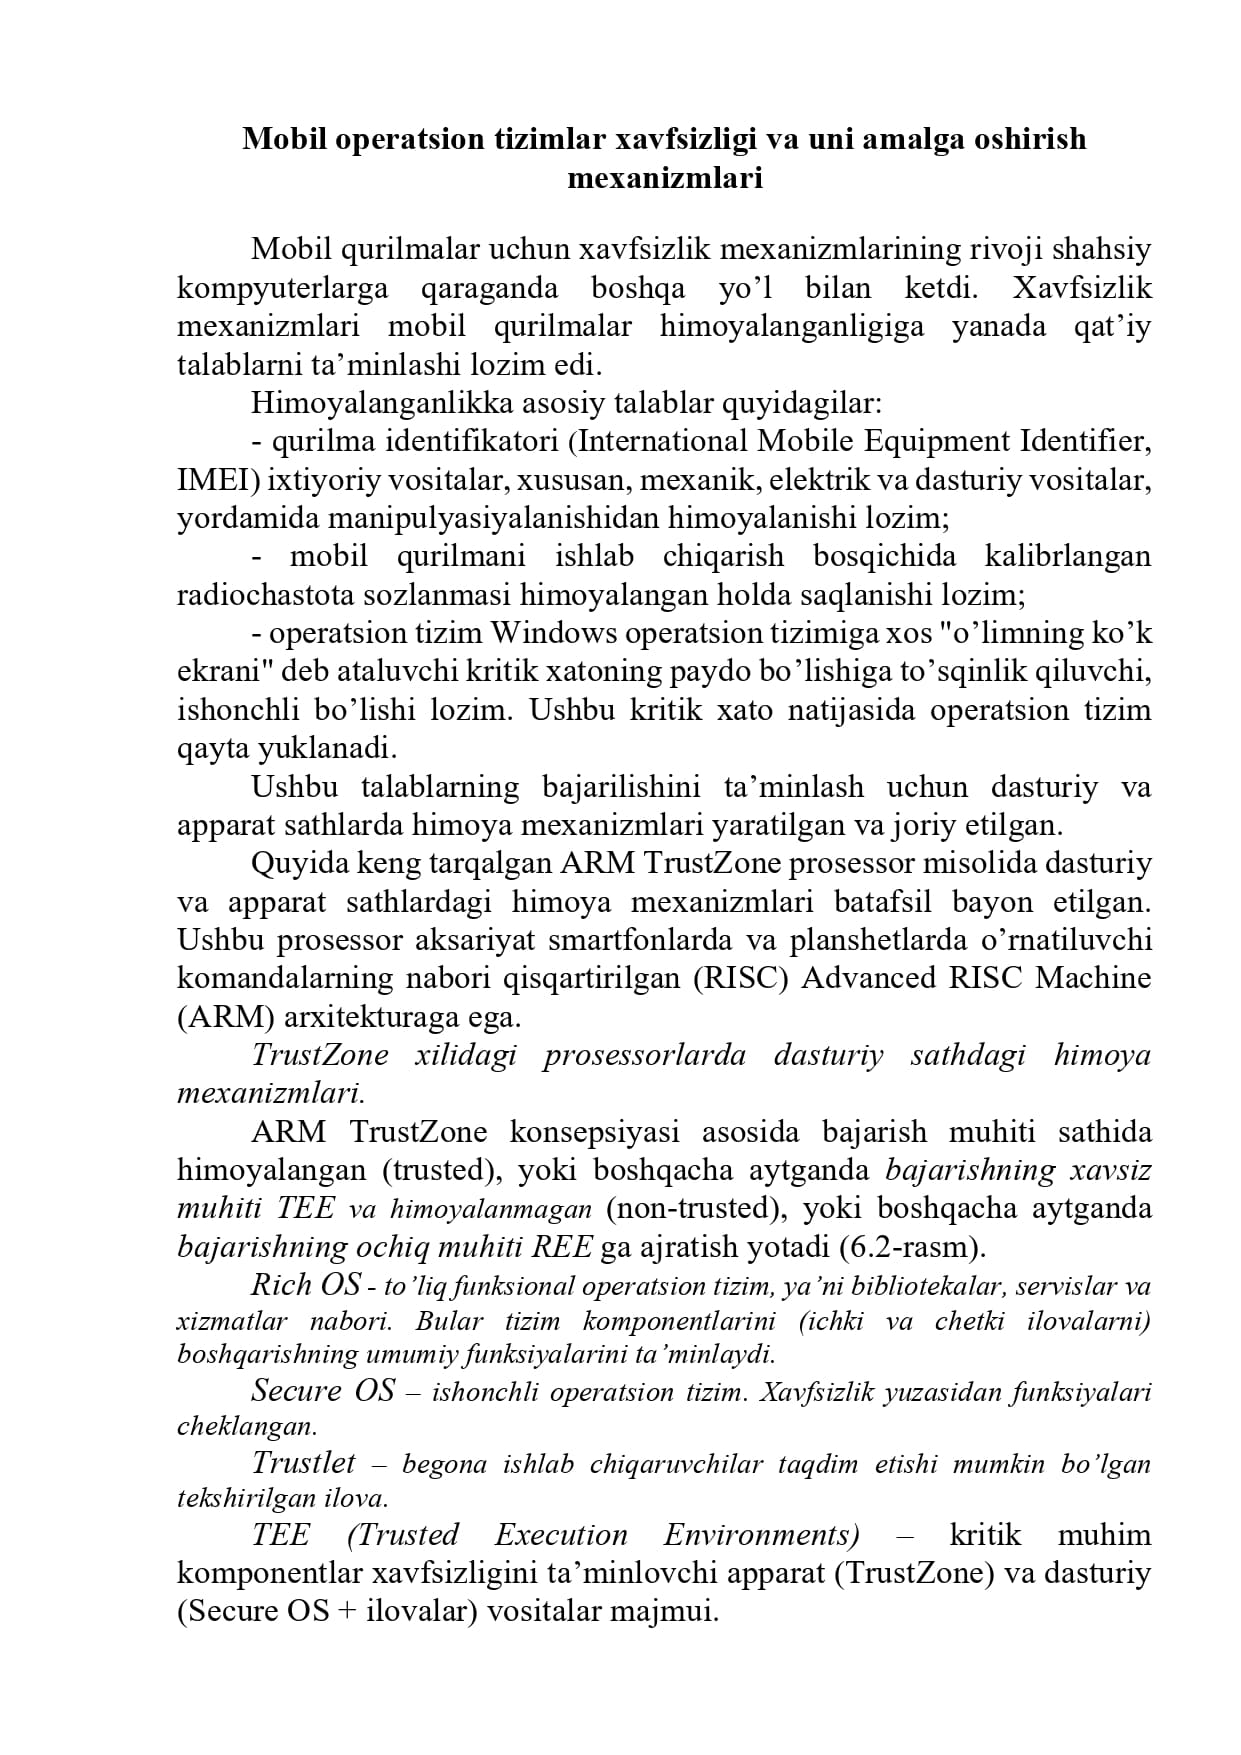 Mobil operatsion tizimlar xavfsizligi va uni amalga oshirish
mexanizmlari
Mobil qurilmalar uchun xavfsizlik mexanizmlarining rivoji shahsiy
kompyuterlarga qaraganda boshqa yo’l bilan ketdi. Xavfsizlik
mexanizmlari mobil qurilmalar himoyalanganligiga yanada qat’iy
talablarni ta’minlashi lozim edi.
Himoyalanganlikka asosiy talablar quyidagilar:
- qurilma identifikatori (International Mobile Equipment Identifier,
IMEI) ixtiyoriy vositalar, xususan, mexanik, elektrik va dasturiy vositalar,
yordamida manipulyasiyalanishidan himoyalanishi lozim;
- mobil qurilmani ishlab chiqarish bosqichida kalibrlangan
radiochastota sozlanmasi himoyalangan holda saqlanishi lozim;
- operatsion tizim Windows operatsion tizimiga xos "o’limning ko’k
ekrani" deb ataluvchi kritik xatoning paydo bo’lishiga to’sqinlik qiluvchi,
ishonchli bo’lishi lozim. Ushbu kritik xato natijasida operatsion tizim
qayta yuklanadi.
Ushbu talablarning bajarilishini ta’minlash uchun dasturiy va
apparat sathlarda himoya mexanizmlari yaratilgan va joriy etilgan.
Quyida keng tarqalgan ARM TrustZone prosessor misolida dasturiy
va apparat sathlardagi himoya mexanizmlari batafsil bayon etilgan.
Ushbu prosessor aksariyat smartfonlarda va planshetlarda o’rnatiluvchi
komandalarning nabori qisqartirilgan (RISC) Advanced RISC Machine
(ARM) arxitekturaga ega.
TrustZone xilidagi prosessorlarda dasturiy sathdagi himoya
mexanizmlari.
ARM TrustZone konsepsiyasi asosida bajarish muhiti sathida
himoyalangan (trusted), yoki boshqacha aytganda bajarishning xavsiz
muhiti TEE va himoyalanmagan (non-trusted), yoki boshqacha aytganda
bajarishning ochiq muhiti REE ga ajratish yotadi (6.2-rasm).
Rich OS - to’liq funksional operatsion tizim, ya’ni bibliotekalar, servislar va
xizmatlar nabori. Bular tizim komponentlarini (ichki va chetki ilovalarni)
boshqarishning umumiy funksiyalarini ta’minlaydi.
Secure OS – ishonchli operatsion tizim. Xavfsizlik yuzasidan funksiyalari
cheklangan.
Trustlet – begona ishlab chiqaruvchilar taqdim etishi mumkin bo’lgan
tekshirilgan ilova.
TEE (Trusted Execution Environments) – kritik muhim
komponentlar xavfsizligini ta’minlovchi apparat (TrustZone) va dasturiy
(Secure OS + ilovalar) vositalar majmui.